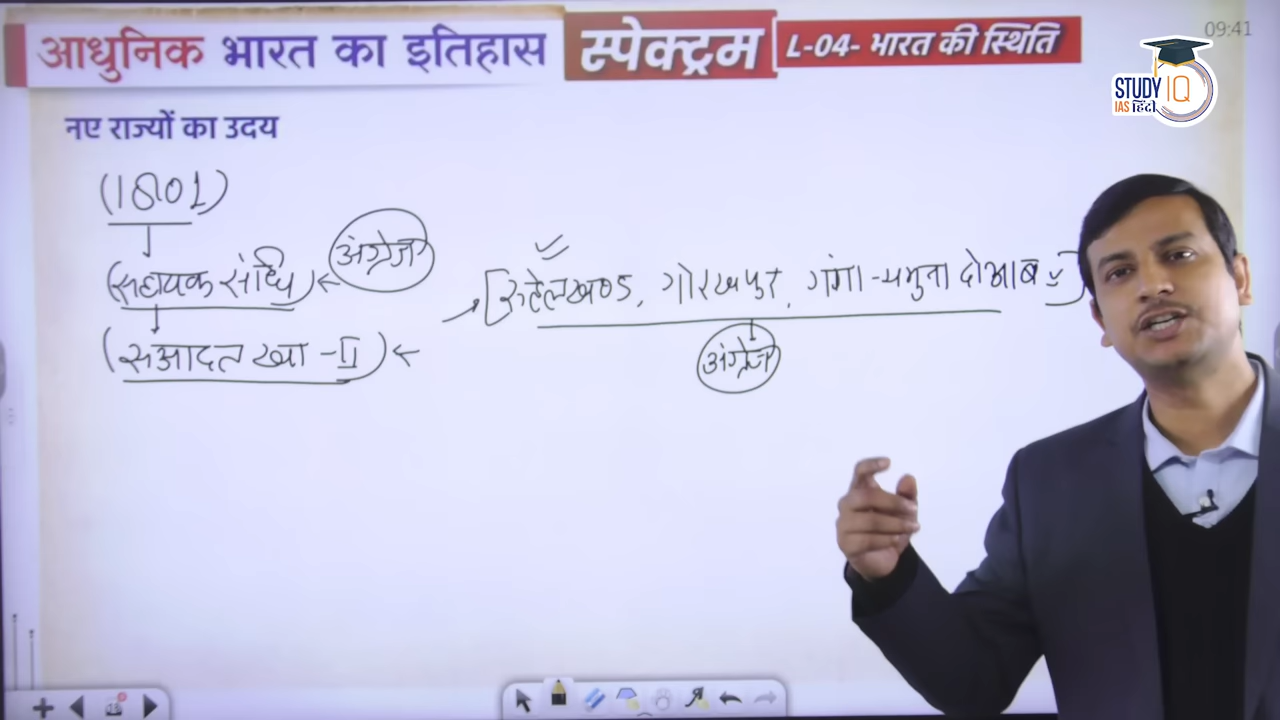 आधुनिक भारत का इतिहास स्पेक्ट्रम L-04- भारत की स्थिति
09:41
STUDY IQ
IAS हिंदी
नए राज्यों का उदय
(1801)
(सहायक संधि) ← अंग्रेज
[रुहेलखण्ड, गोरखपुर, गंगा-यमुना दोआब]
(सआदत खा -II) ←
अंग्रेज
18